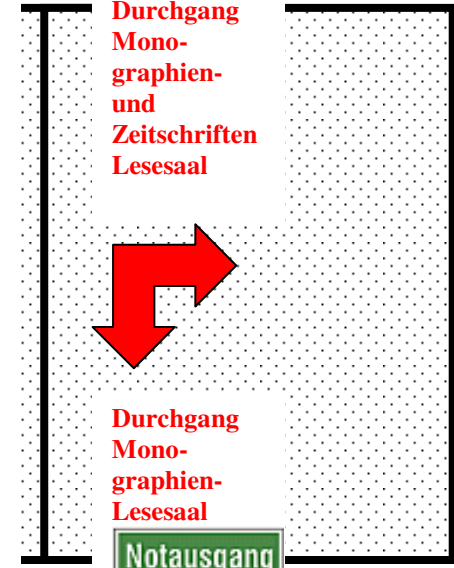 Durchgang
Mono-
graphien-
und
Zeitschriften
Lesesaal
Durchgang
Mono-
graphien-
Lesesaal
Notausgang